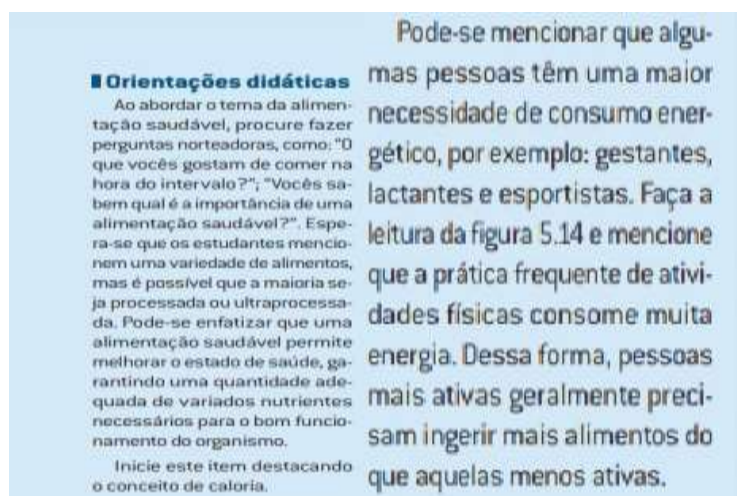 Orientações didáticas
Ao abordar o tema da alimen-
tação saudável, procure fazer
perguntas norteadoras, como: "O
que vocês gostam de comer na
hora do intervalo?"; "Vocês sa-
bem qual é a importância de uma
alimentação saudável?". Espe-
ra-se que os estudantes mencio-
nem uma variedade de alimentos,
mas é possível que a maioria se-
ja processada ou ultraprocessa-
da. Pode-se enfatizar que uma
alimentação saudável permite
melhorar o estado de saúde, ga-
rantindo uma quantidade ade-
quada de variados nutrientes
necessários para o bom funcio-
namento do organismo.
Inicie este item destacando
o conceito de caloria.
Pode-se mencionar que algu-
mas pessoas têm uma maior
necessidade de consumo ener-
gético, por exemplo: gestantes,
lactantes e esportistas. Faça a
leitura da figura 5.14 e mencione
que a prática frequente de ativi-
dades físicas consome muita
energia. Dessa forma, pessoas
mais ativas geralmente preci-
sam ingerir mais alimentos do
que aquelas menos ativas.